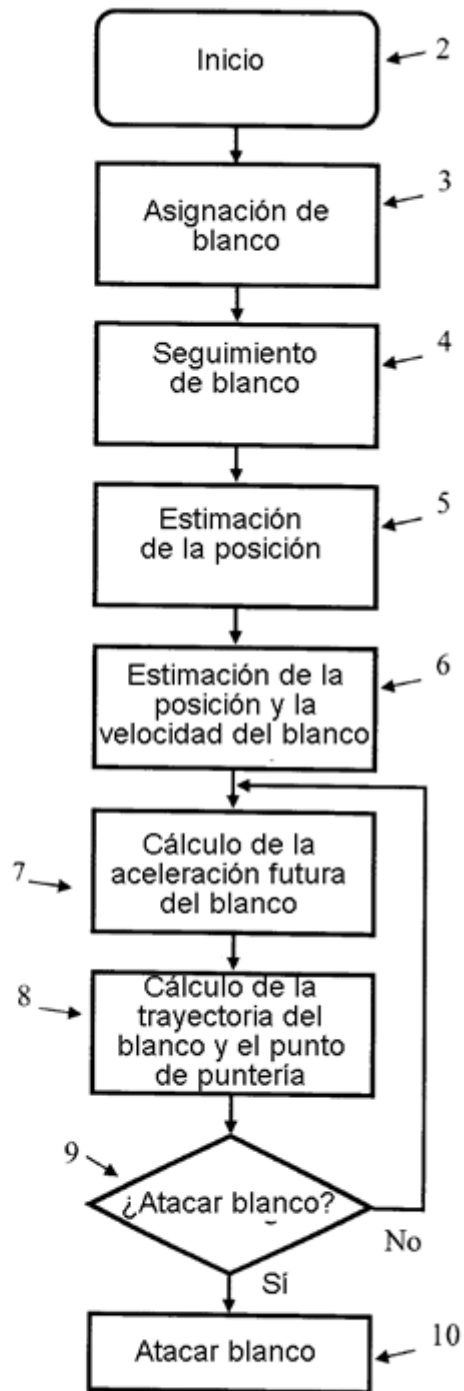 Inicio
2
Asignación de
blanco
3
Seguimiento
de blanco
4
Estimación
de la posición
5
Estimación de la
posición y la
velocidad del blanco
6
7
Cálculo de la
aceleración futura
del blanco
8
Cálculo de la
trayectoria del
blanco y el punto
de puntería
9
¿Atacar blanco?
No
Sí
Atacar blanco
10